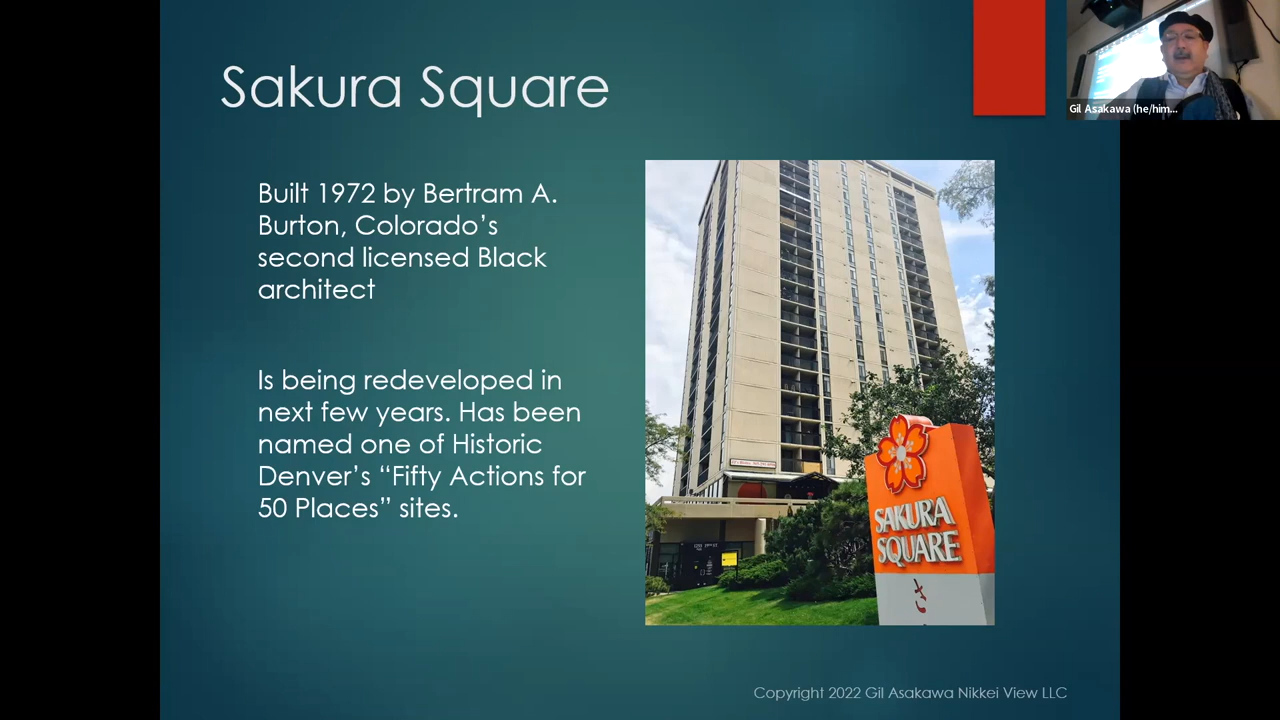 Sakura Square
Gil Asakawa (he/him...
Built 1972 by Bertram A.
Burton, Colorado’s
second licensed Black
architect
Is being redeveloped in
next few years. Has been
named one of Historic
Denver’s “Fifty Actions for
50 Places” sites.
SAKURA
SQUARE
さ
Copyright 2022 Gil Asakawa Nikkei View LLC